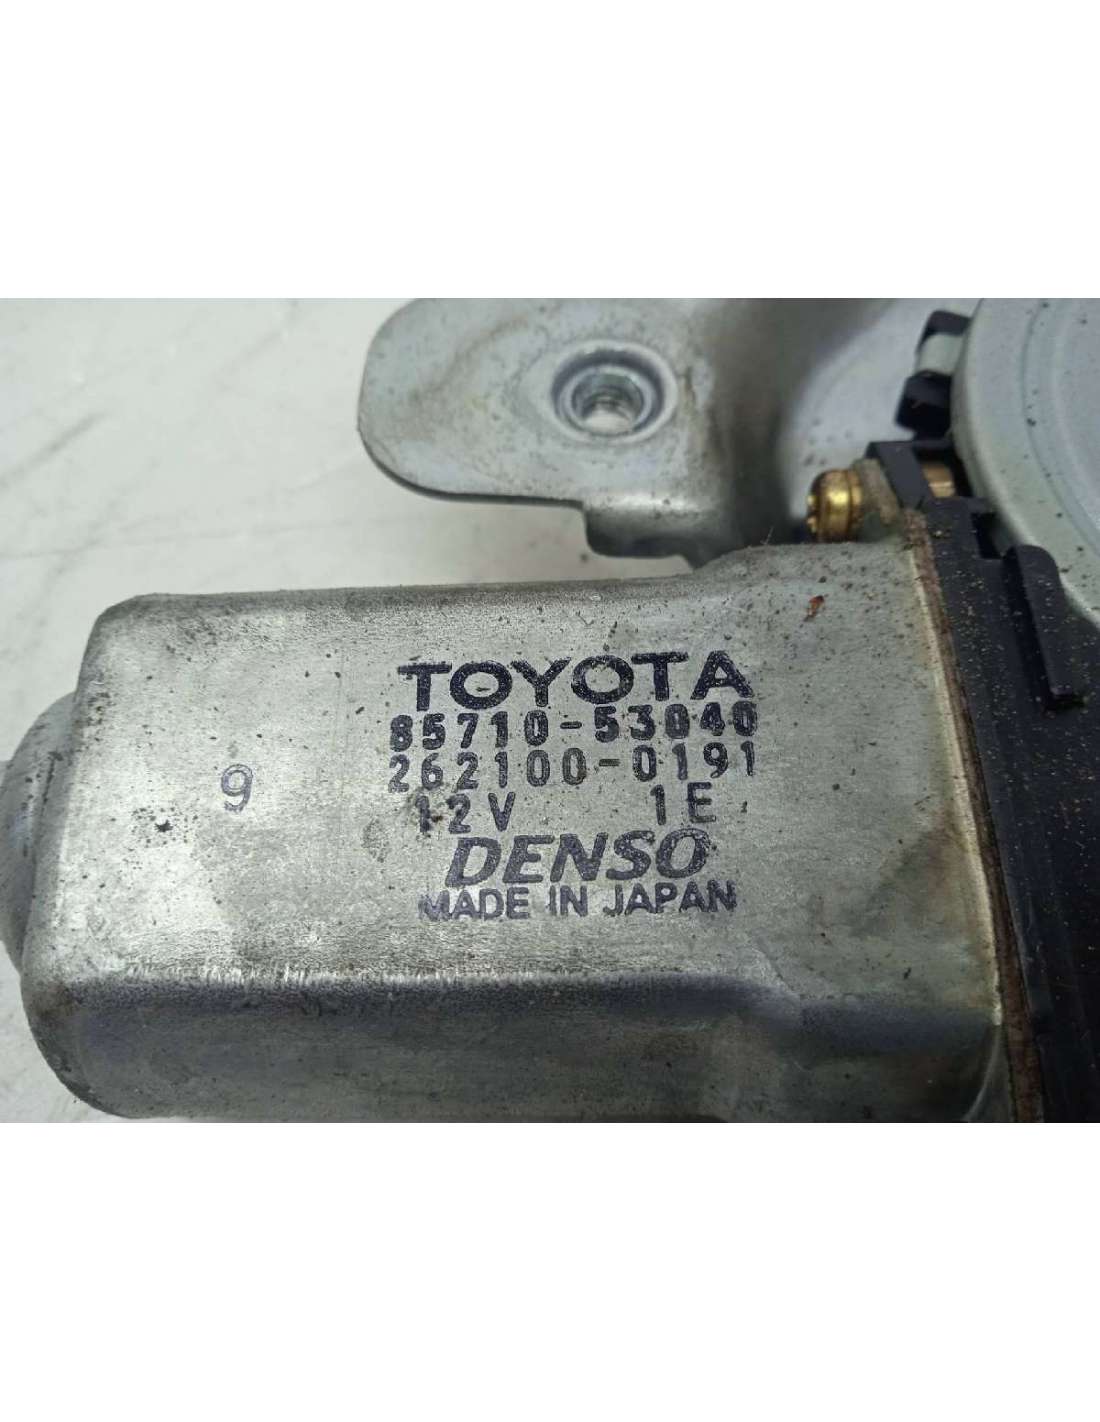 TOYOTA
85710-53040
262100-0191
12V 1E
DENSO
MADE IN JAPAN
9